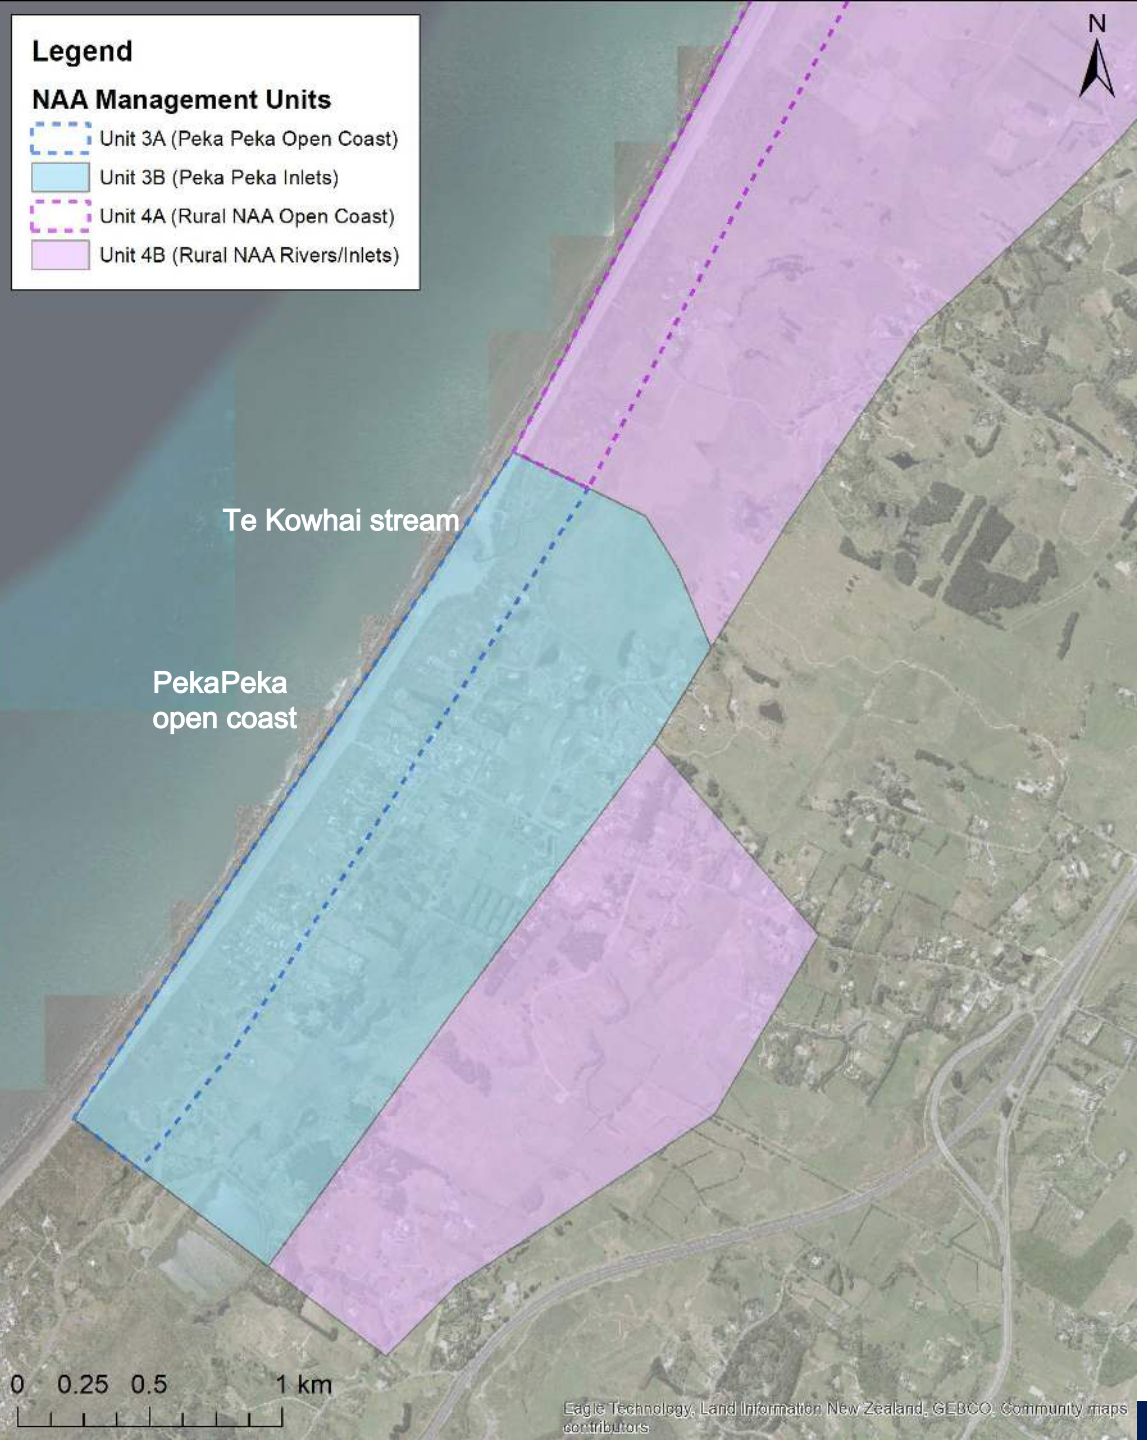 Legend
NAA Management Units
Unit 3A (Peka Peka Open Coast)
Unit 3B (Peka Peka Inlets)
Unit 4A (Rural NAA Open Coast)
Unit 4B (Rural NAA Rivers/Inlets)
N
Te Kowhai stream
PekaPeka
open coast
0 0.25 0.5 1 km
Eagle Technology, Land Information New Zealand, GEBCO, Community maps
contributors